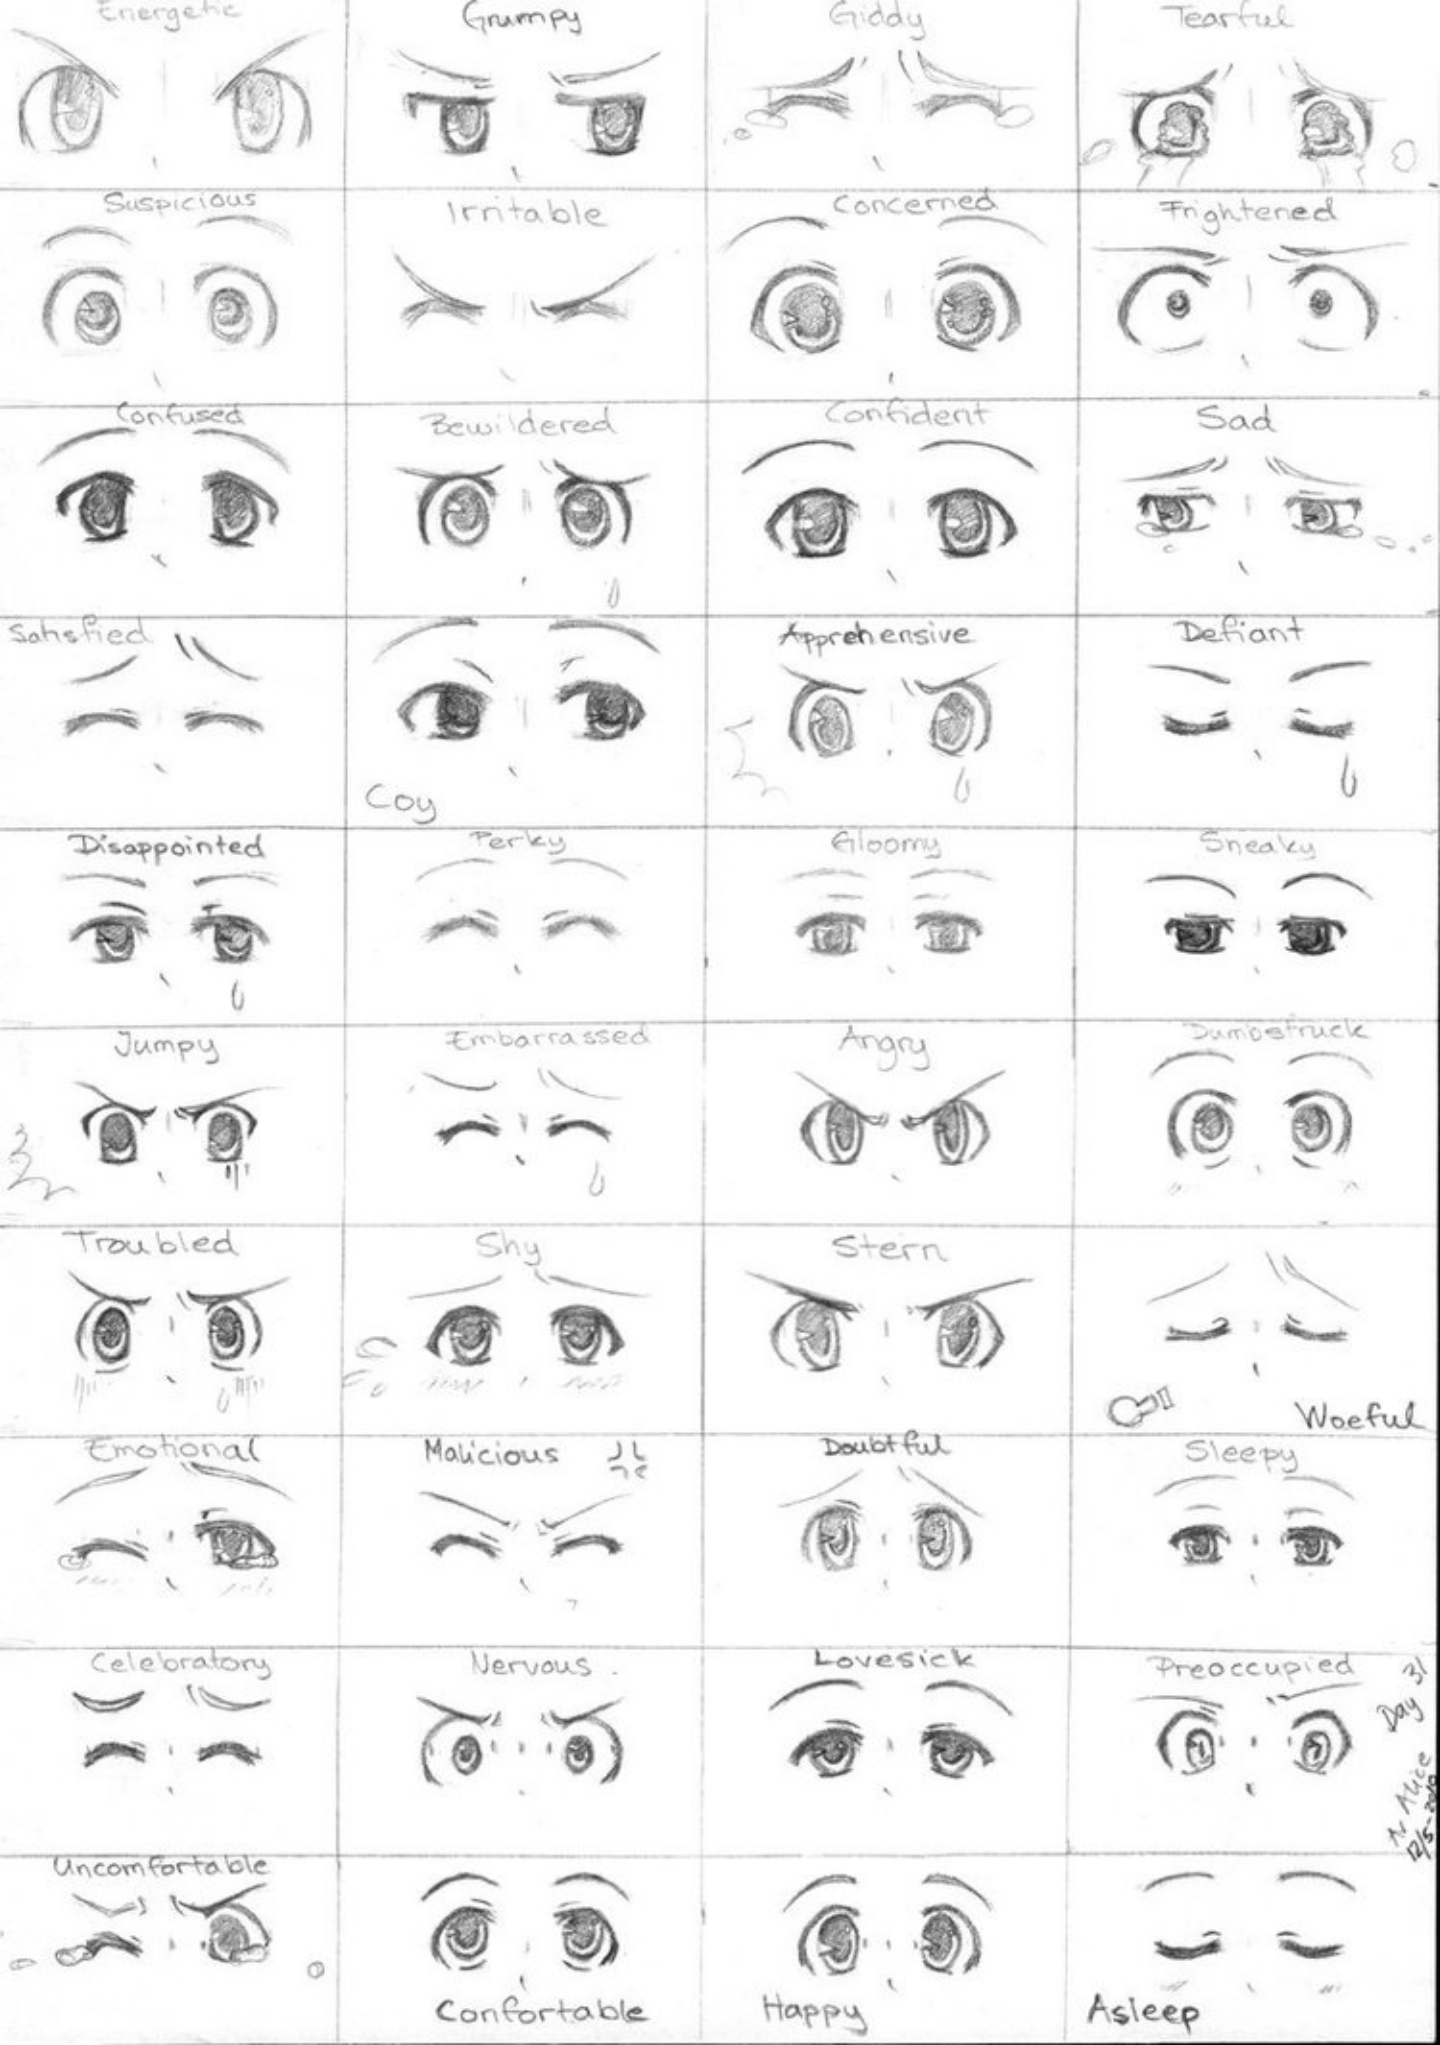 Energetic
Grumpy
Giddy
Tearful
Suspicious
Irritable
Concerned
Frightened
Confused
Bewildered
Confident
Sad
Satisfied
Coy
Apprehensive
Defiant
Disappointed
Perky
Gloomy
Sneaky
Jumpy
Embarrassed
Angry
Dumbstruck
Troubled
Shy
Stern
Woeful
Emotional
Malicious
Doubtful
Sleepy
Celebratory
Nervous.
Lovesick
Preoccupied
Day 31
Alice
Uncomfortable
Confortable
Happy
Asleep